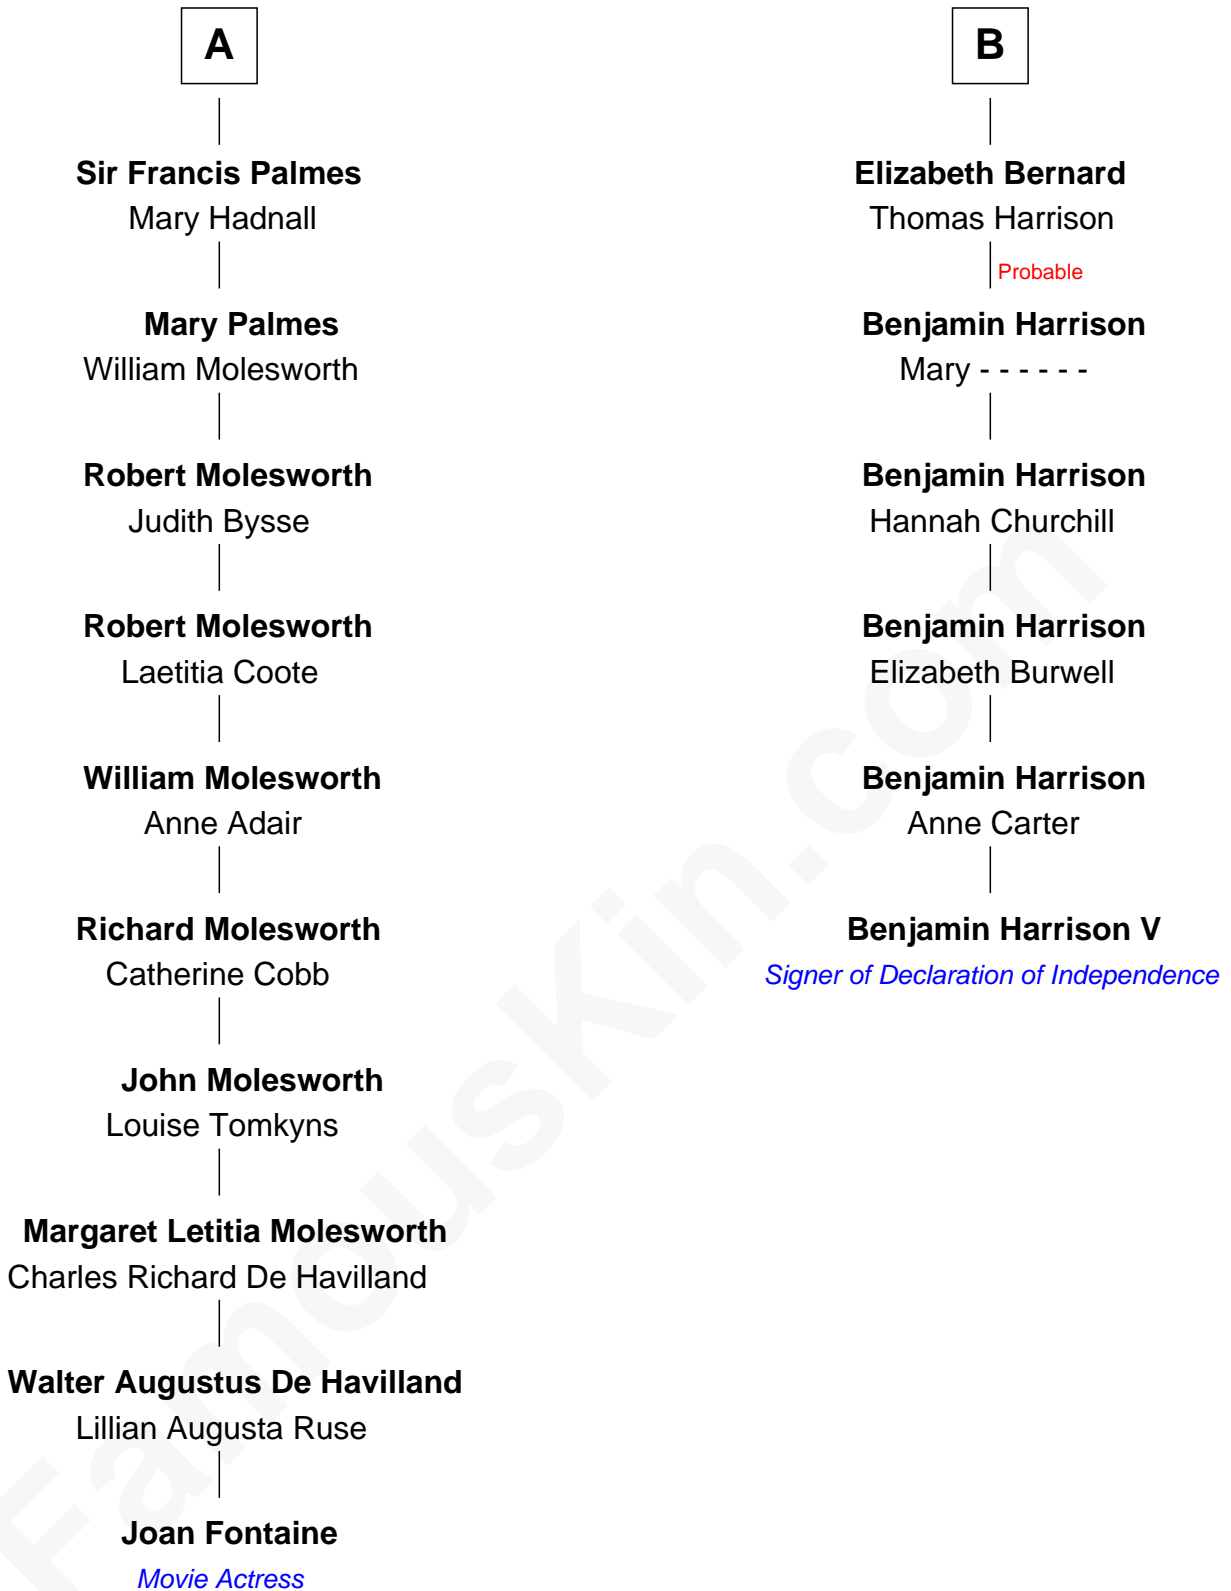 A
Sir Francis Palmes
Mary Hadnall
Mary Palmes
William Molesworth
Robert Molesworth
Judith Bysse
Robert Molesworth
Laetitia Coote
William Molesworth
Anne Adair
Richard Molesworth
Catherine Cobb
John Molesworth
Louise Tomkyns
Margaret Letitia Molesworth
Charles Richard De Havilland
Walter Augustus De Havilland
Lillian Augusta Ruse
Joan Fontaine
Movie Actress
B
Elizabeth Bernard
Thomas Harrison
Probable
Benjamin Harrison
Mary - - - - - -
Benjamin Harrison
Hannah Churchill
Benjamin Harrison
Elizabeth Burwell
Benjamin Harrison
Anne Carter
Benjamin Harrison V
Signer of Declaration of Independence
FamousKin.com